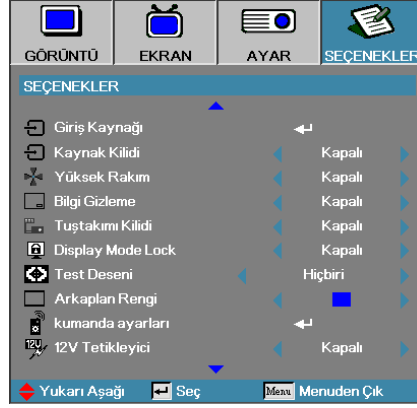 GÖRÜNTÜ EKRAN AYAR SEÇENEKLER
SEÇENEKLER
Giriş Kaynağı
Kaynak Kilidi Kapalı
Yüksek Rakım Kapalı
Bilgi Gizleme Kapalı
Tuştakımı Kilidi Kapalı
Display Mode Lock Kapalı
Test Deseni Hiçbiri
Arkaplan Rengi
kumanda ayarları
12V Tetikleyici Kapalı
Yukarı Aşağı Seç Menu Menuden Çık